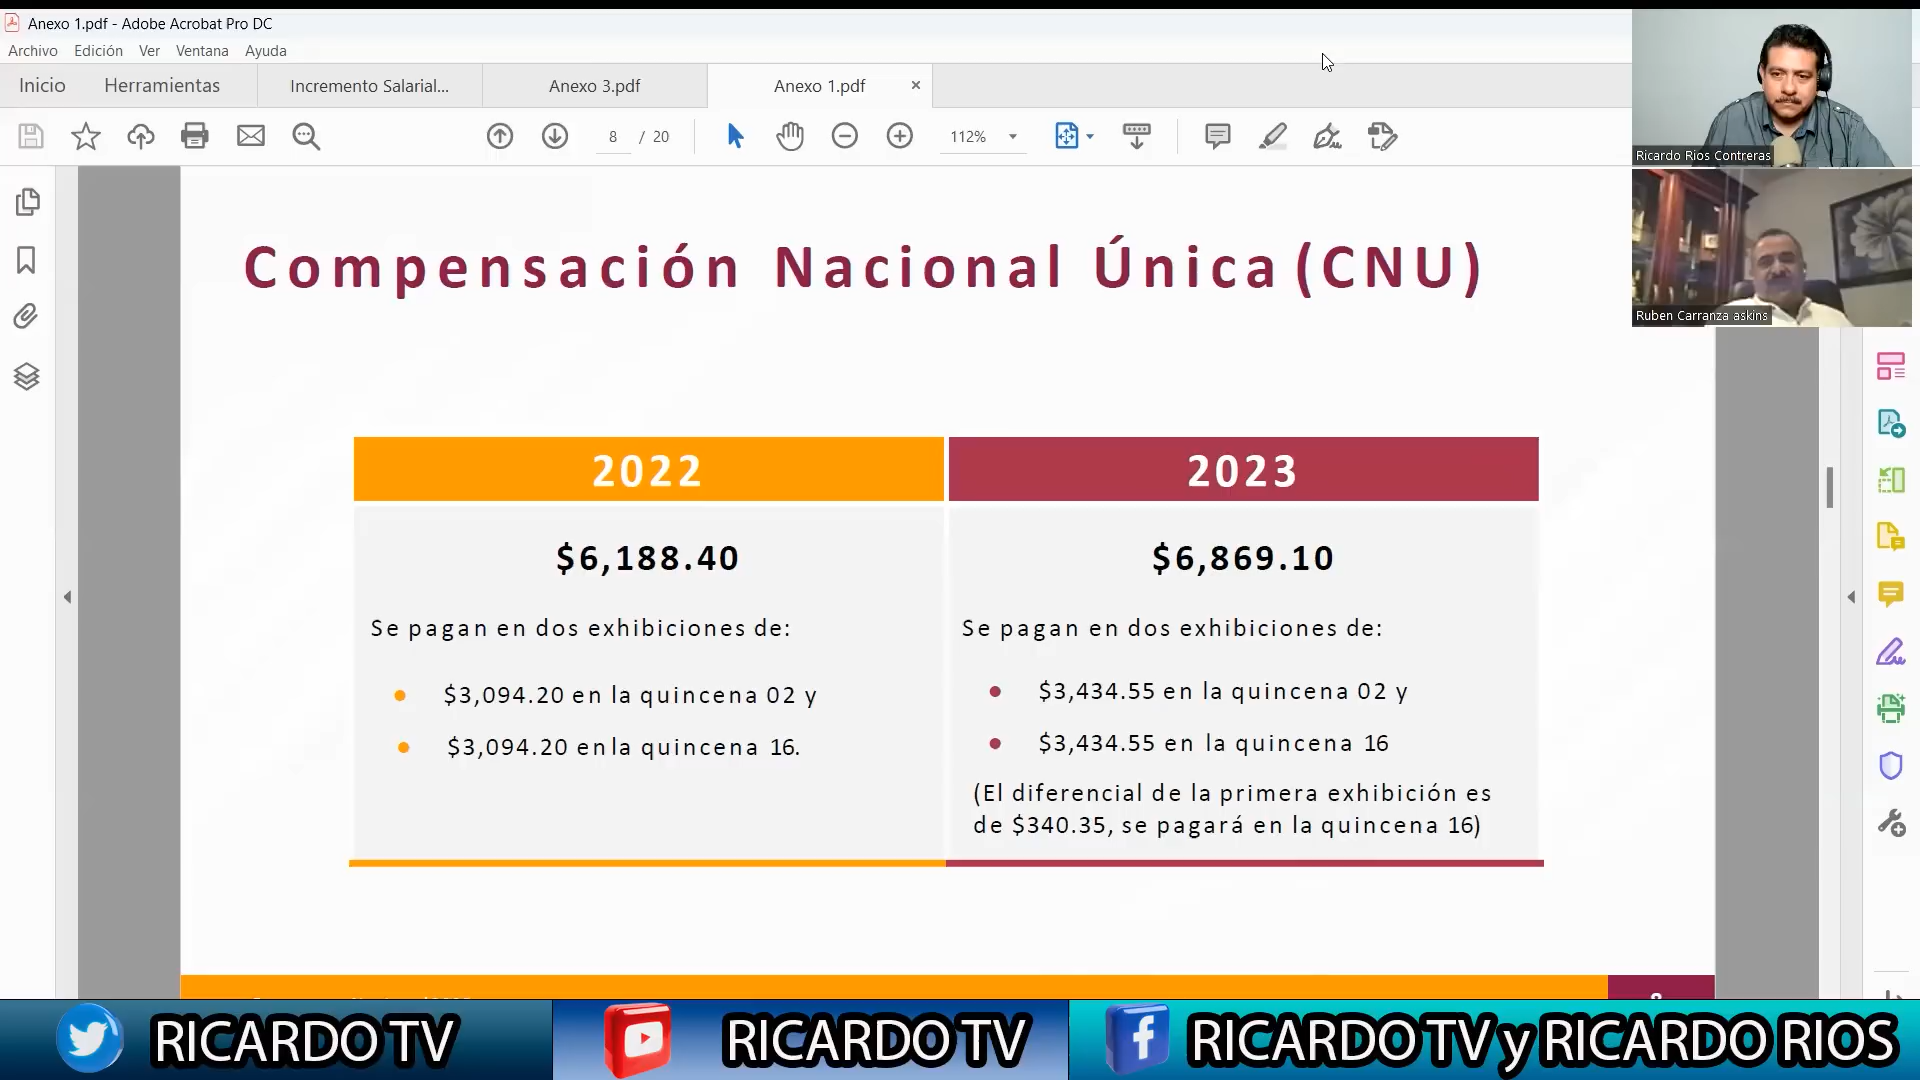 Anexo 1.pdf - Adobe Acrobat Pro DC
Archivo Edición Ver Ventana Ayuda
Inicio Herramientas Incremento Salarial... Anexo 3.pdf Anexo 1.pdf ×
8 / 20 112%
Ricardo Rios Contreras
Ruben Carranza askins
Compensación Nacional Única (CNU)
2022
$6,188.40
Se pagan en dos exhibiciones de:
• $3,094.20 en la quincena 02 y
• $3,094.20 en la quincena 16.
2023
$6,869.10
Se pagan en dos exhibiciones de:
• $3,434.55 en la quincena 02 y
• $3,434.55 en la quincena 16
(El diferencial de la primera exhibición es
de $340.35, se pagará en la quincena 16)
RICARDO TV RICARDO TV RICARDO TV y RICARDO RIOS